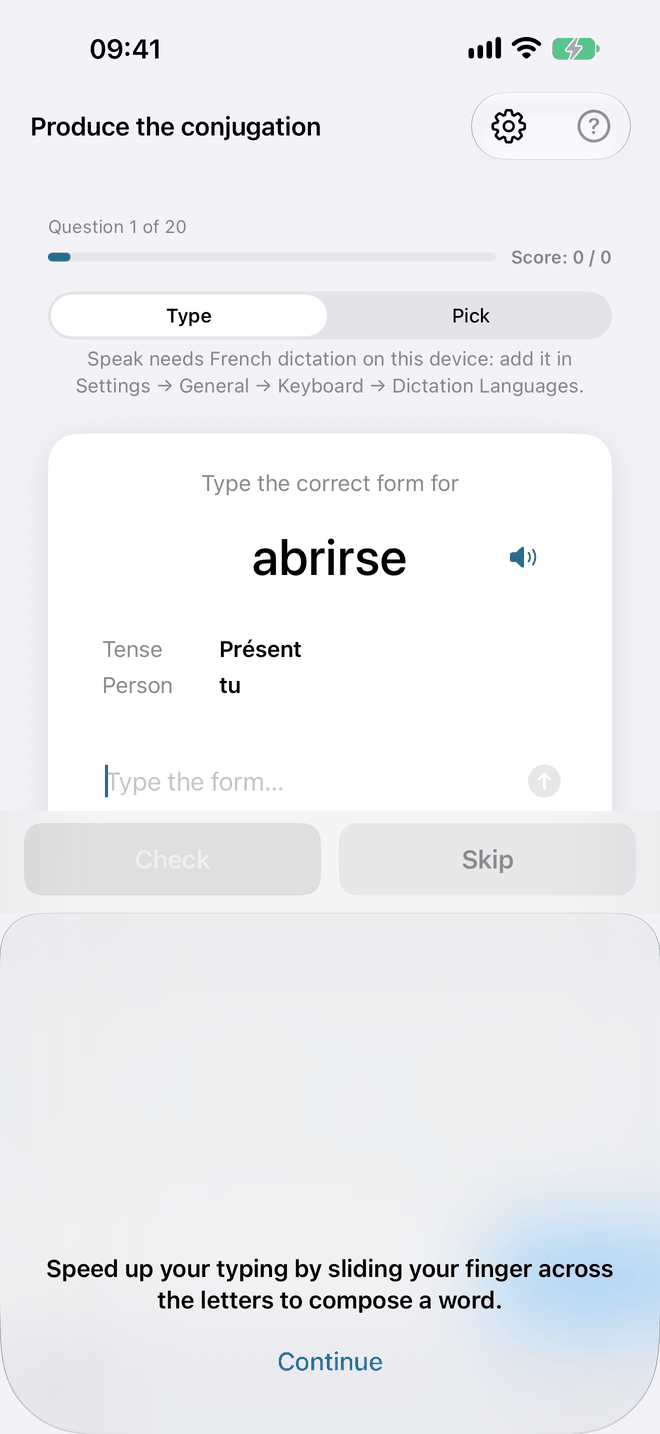 09:41
Produce the conjugation
Question 1 of 20
Score: 0 / 0
Type
Pick
Speak needs French dictation on this device: add it in
Settings → General → Keyboard → Dictation Languages.
Type the correct form for
abrirse
Tense Présent
Person tu
Type the form...
Check
Skip
Speed up your typing by sliding your finger across
the letters to compose a word.
Continue